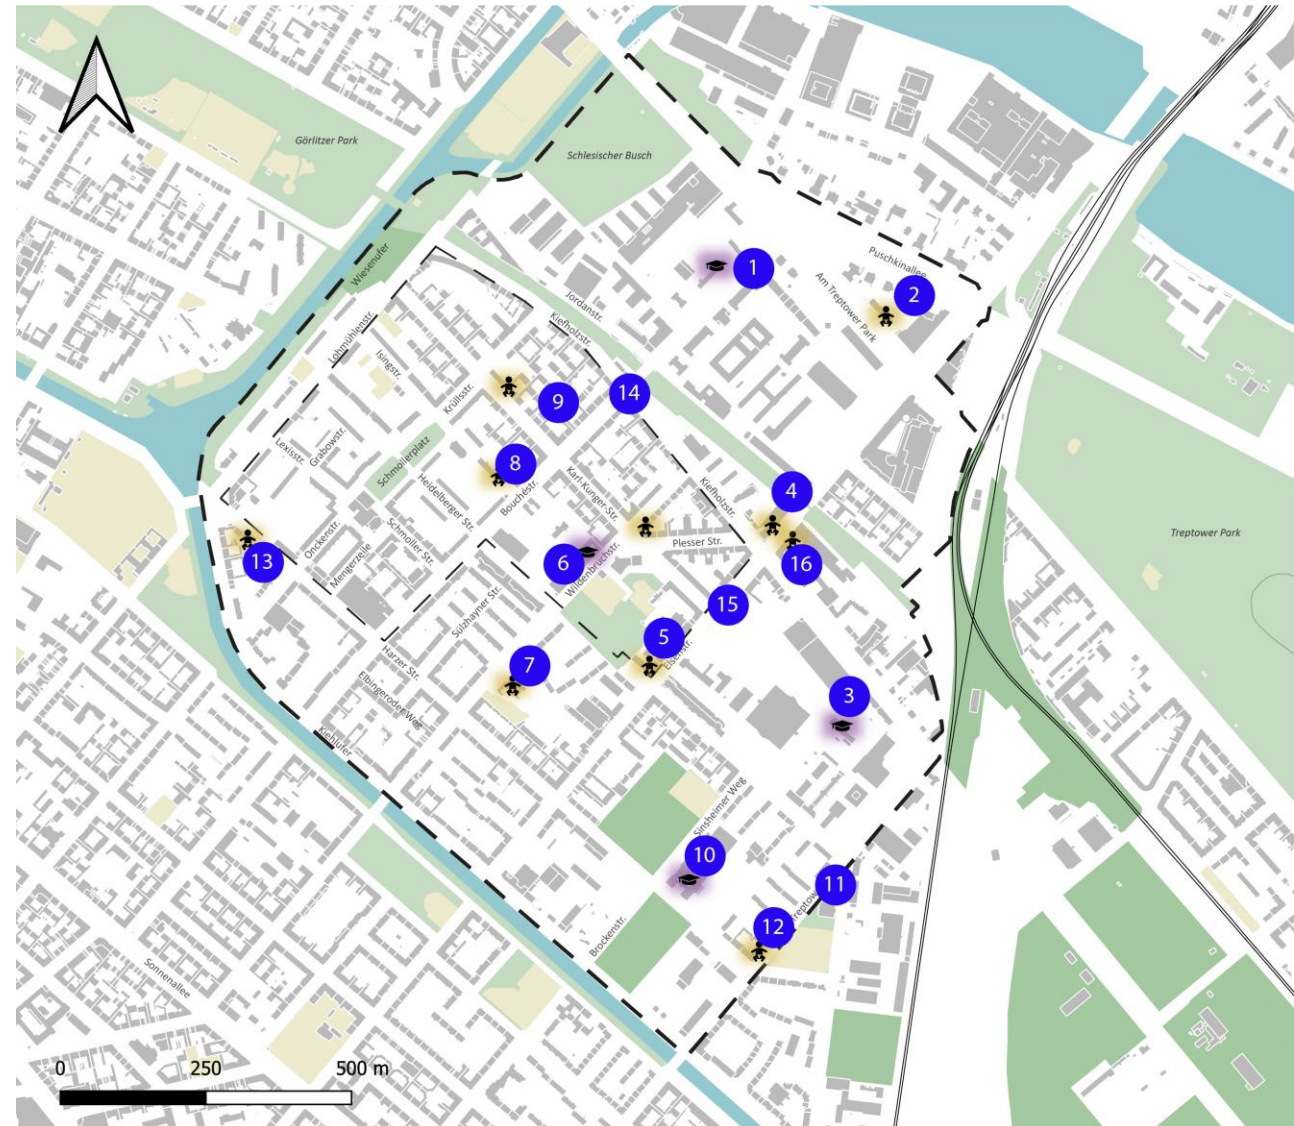 Görlitzer Park
Schlesischer Busch
Wiesenufer
Puschkinallee
1
Am Treptower Park
2
Jordanstr.
Kiefholzstr.
Lohmühlenstr.
Isingstr.
Krüllsstr.
9
14
Lexisstr.
Grabowstr.
Schmollerplatz
8
Heidelberger Str.
Bouchéstr.
Karl-Kunger-Str.
Kiefholzstr.
4
Onckenstr.
Schmoller Str.
Mengerzeile
13
6
Wildenbruchstr.
Plesser Str.
16
Treptower Park
Sülzhayner Str.
15
5
Elsenstr.
Harzer Str.
7
Elbingeroder Weg
3
Kiehlufer
Sinsheimer Weg
10
11
Treptow
12
Brockenstr.
Sonnenallee
0
250
500 m